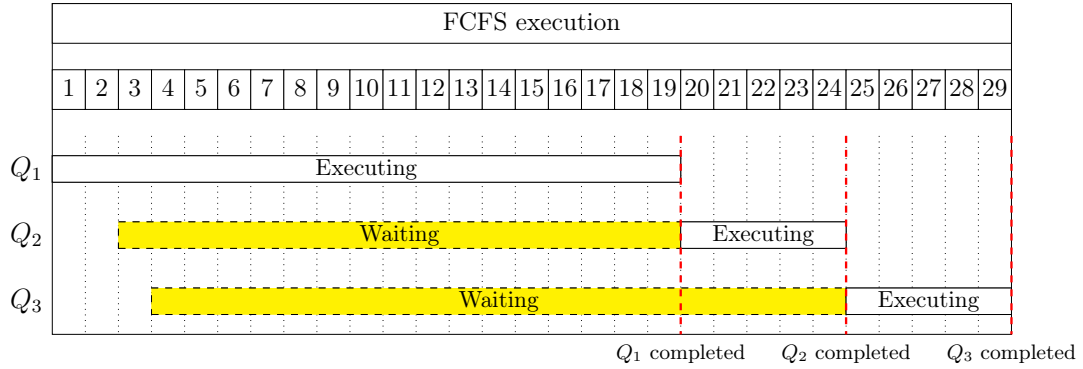 FCFS execution
1 2 3 4 5 6 7 8 9 10 11 12 13 14 15 16 17 18 19 20 21 22 23 24 25 26 27 28 29
Q1 Executing
Q2 Waiting Executing
Q3 Waiting Executing
Q1 completed Q2 completed Q3 completed